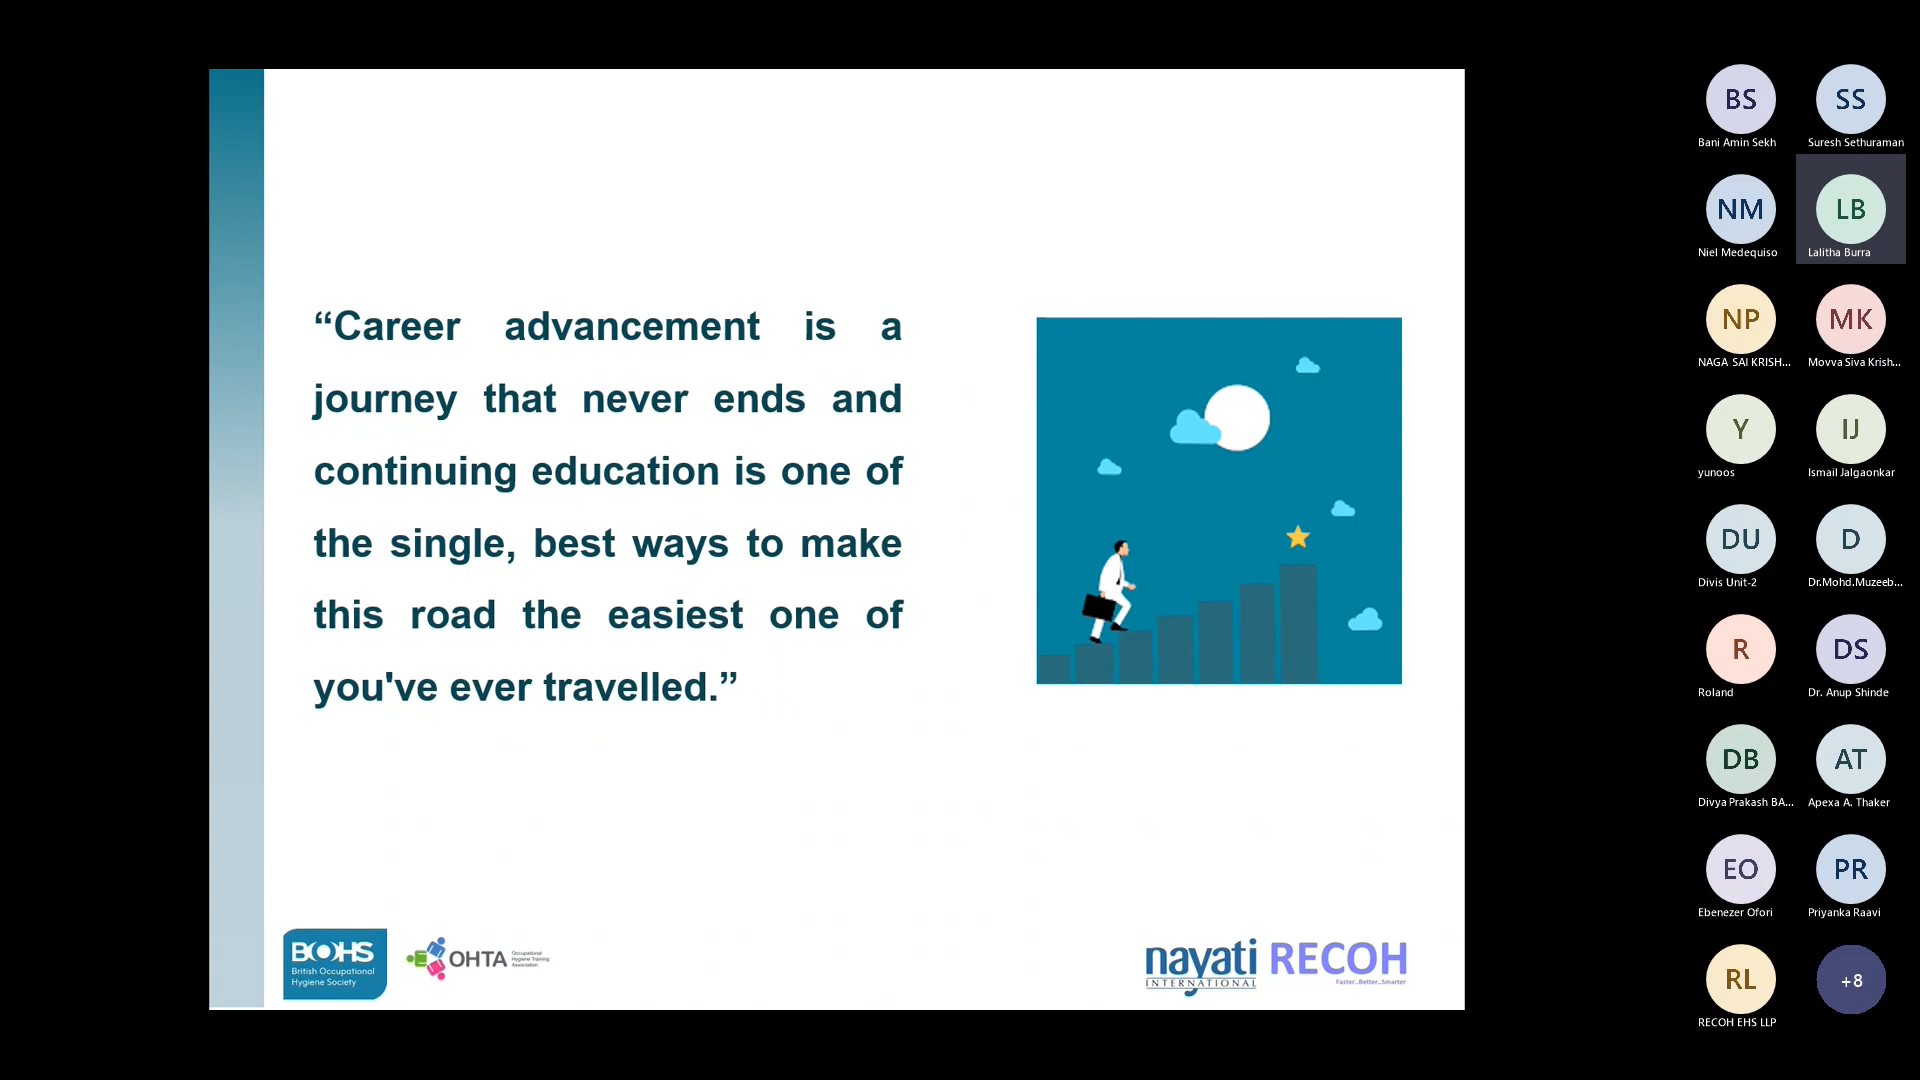 “Career advancement is a
journey that never ends and
continuing education is one of
the single, best ways to make
this road the easiest one of
you've ever travelled.”
BOHS
British Occupational
Hygiene Society
OHTA
Occupational
Hygiene Training
Association
nayati
INTERNATIONAL
RECOH
Faster..Better..Smarter
BS
Bani Amin Sekh
SS
Suresh Sethuraman
NM
Niel Medequiso
LB
Lalitha Burra
NP
NAGA SAI KRISH...
MK
Movva Siva Krish...
Y
yunoos
IJ
Ismail Jalgaonkar
DU
Divis Unit-2
D
Dr.Mohd.Muzeeb...
R
Roland
DS
Dr. Anup Shinde
DB
Divya Prakash BA...
AT
Apexa A. Thaker
EO
Ebenezer Ofori
PR
Priyanka Raavi
RL
RECOH EHS LLP
+8